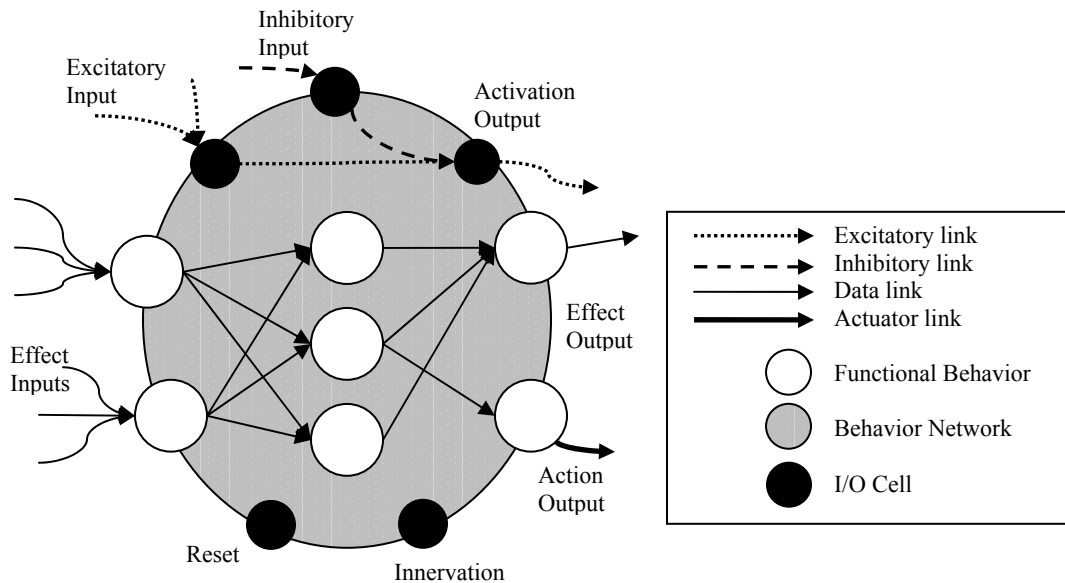 Inhibitory
Input
Excitatory
Input
Activation
Output
Effect
Inputs
Effect
Output
Action
Output
Reset
Innervation
Excitatory link
Inhibitory link
Data link
Actuator link
Functional Behavior
Behavior Network
I/O Cell